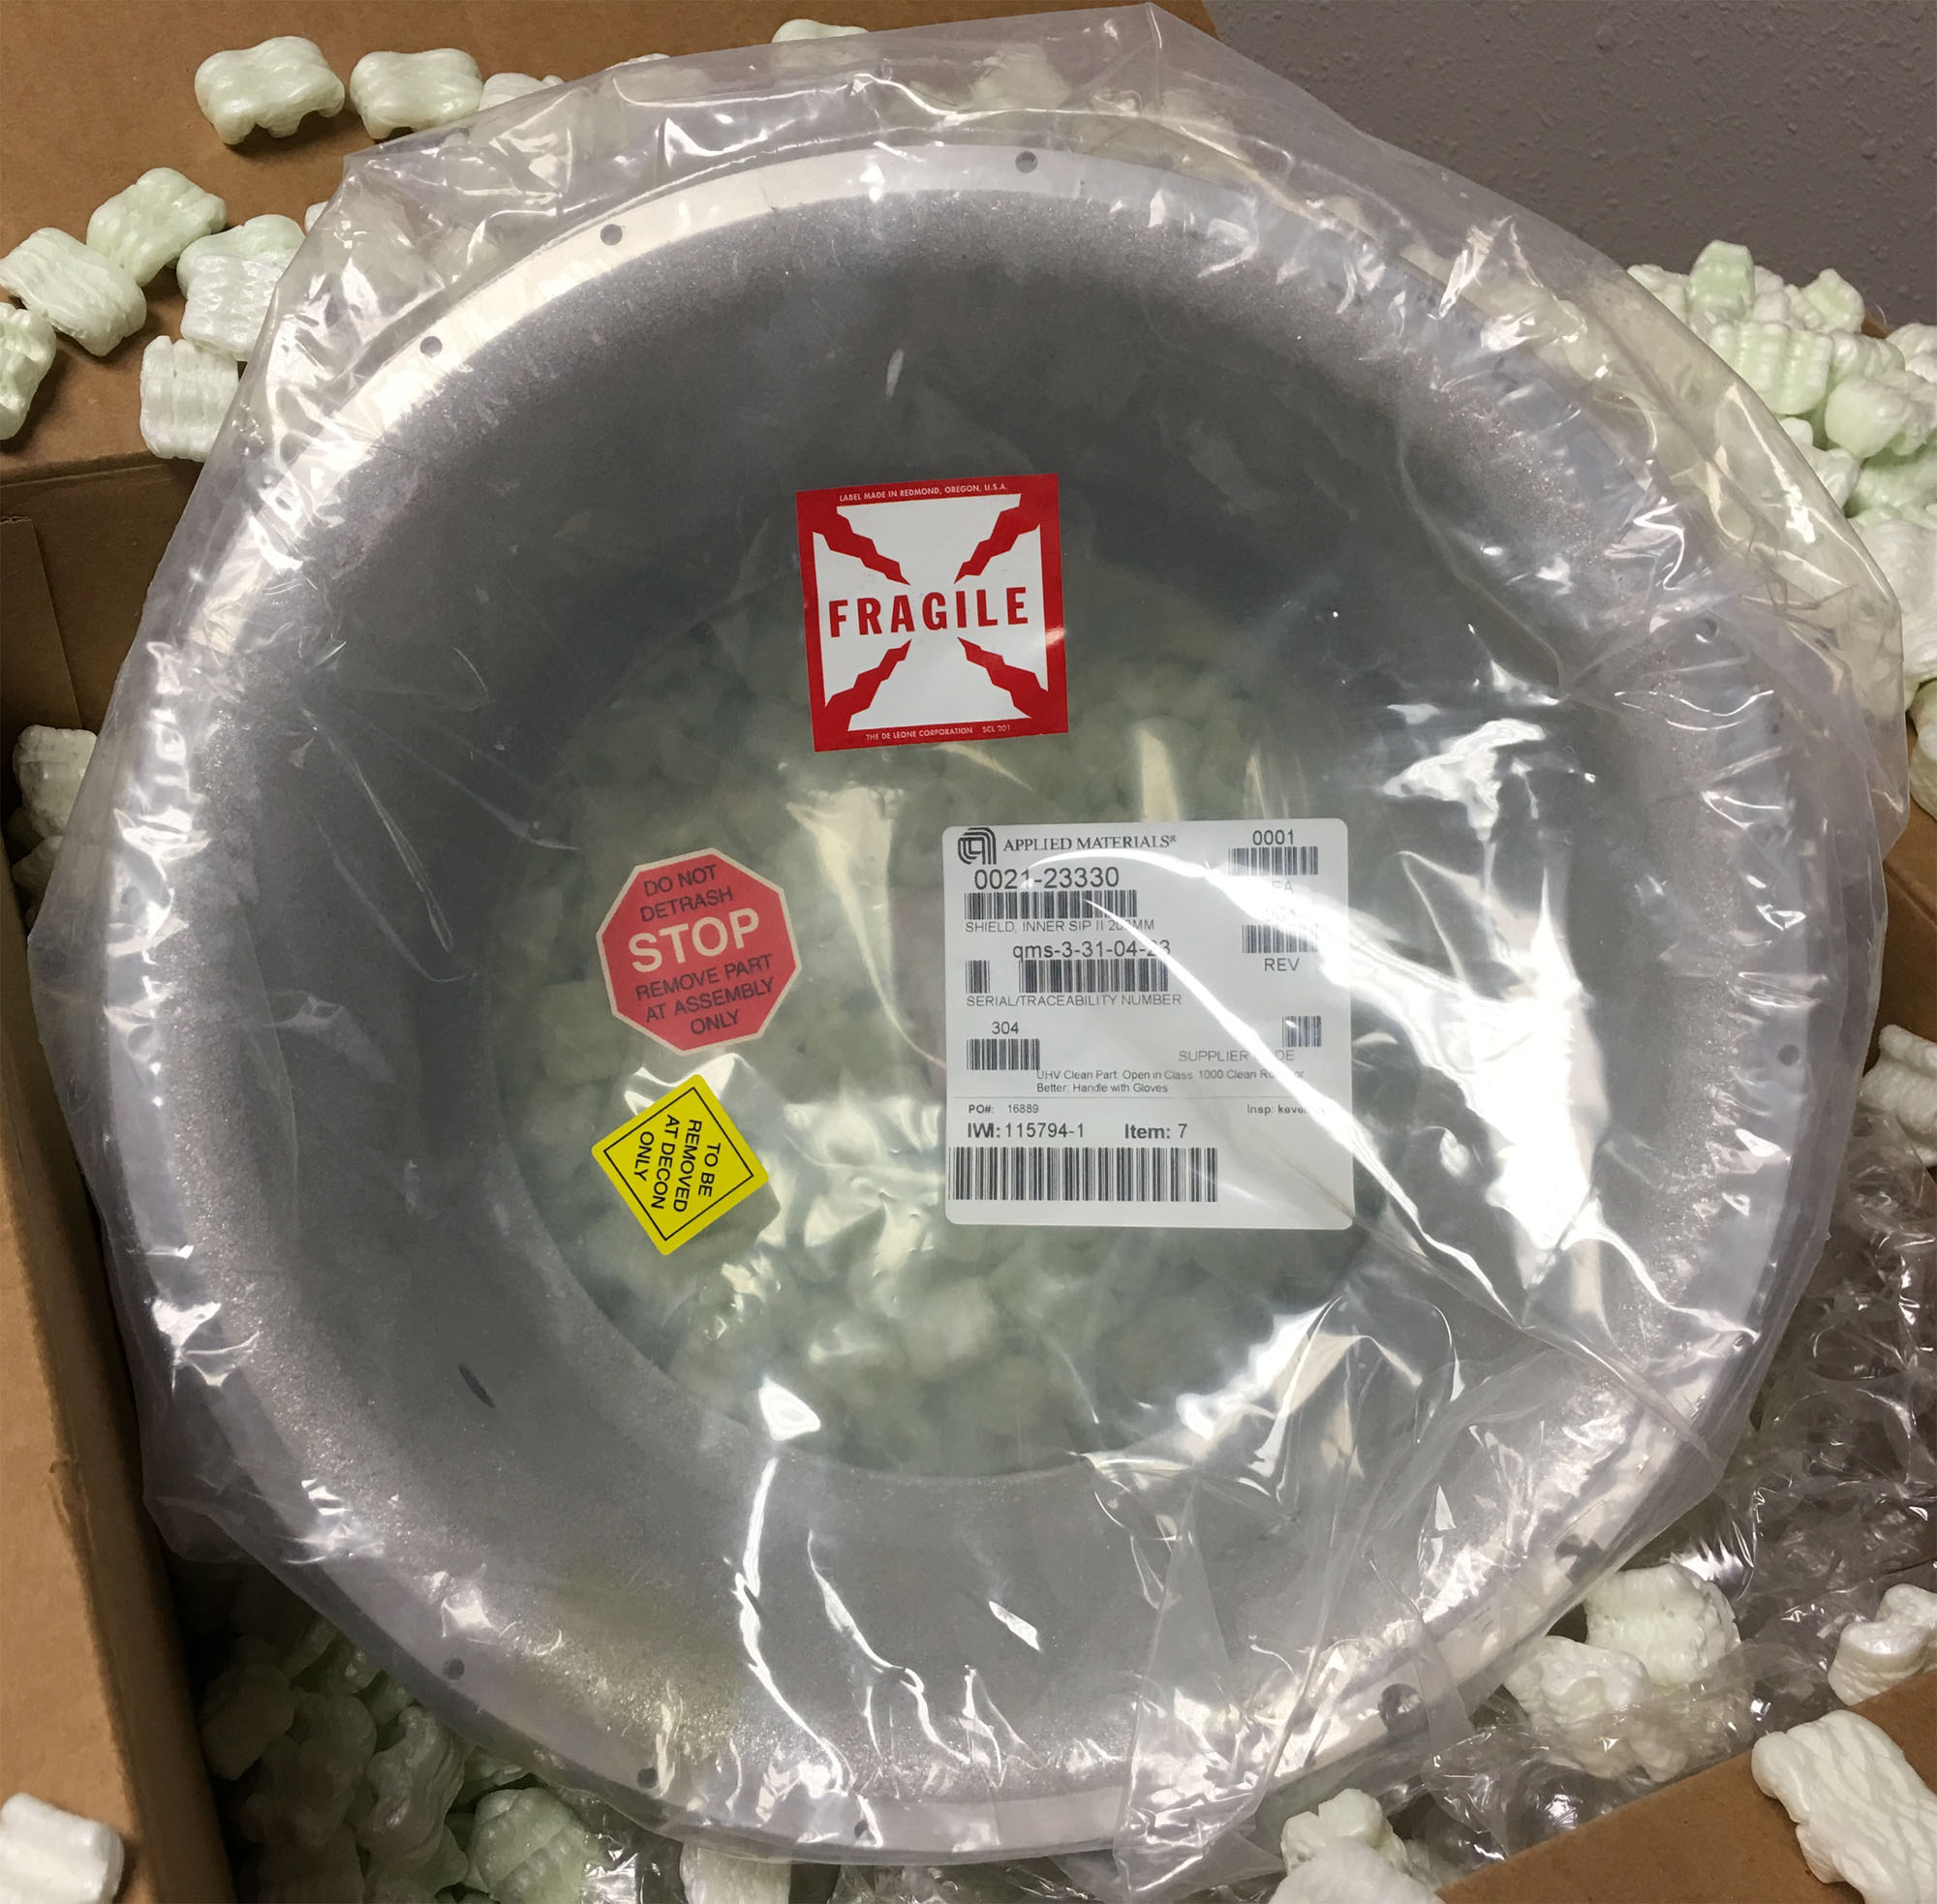 LABEL MADE IN REDMOND, OREGON, U.S.A.
FRAGILE
THE DE LEONE CORPORATION SCL 201
DO NOT
DETRASH
STOP
REMOVE PART
AT ASSEMBLY
ONLY
TO BE
REMOVED
AT DECON
ONLY
APPLIED MATERIALS®
0001
0021-23330
EA
SHIELD, INNER SIP II
qms-3-31-04-23
REV
SERIAL/TRACEABILITY NUMBER
304
SUPPLIER
UHV Clean Part. Open in Class 1000 Clean
Better. Handle with Gloves
PO#: 16889 Insp:
IWI: 115794-1 Item: 7